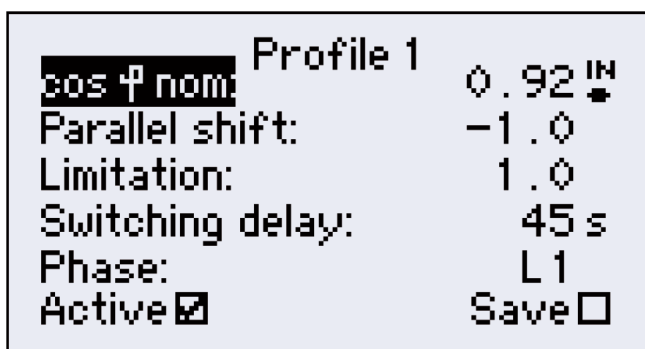 Profile 1
cos φ nom: 0.92 IN
Parallel shift: -1.0
Limitation: 1.0
Switching delay: 45 s
Phase: L1
Active ☑ Save ☐